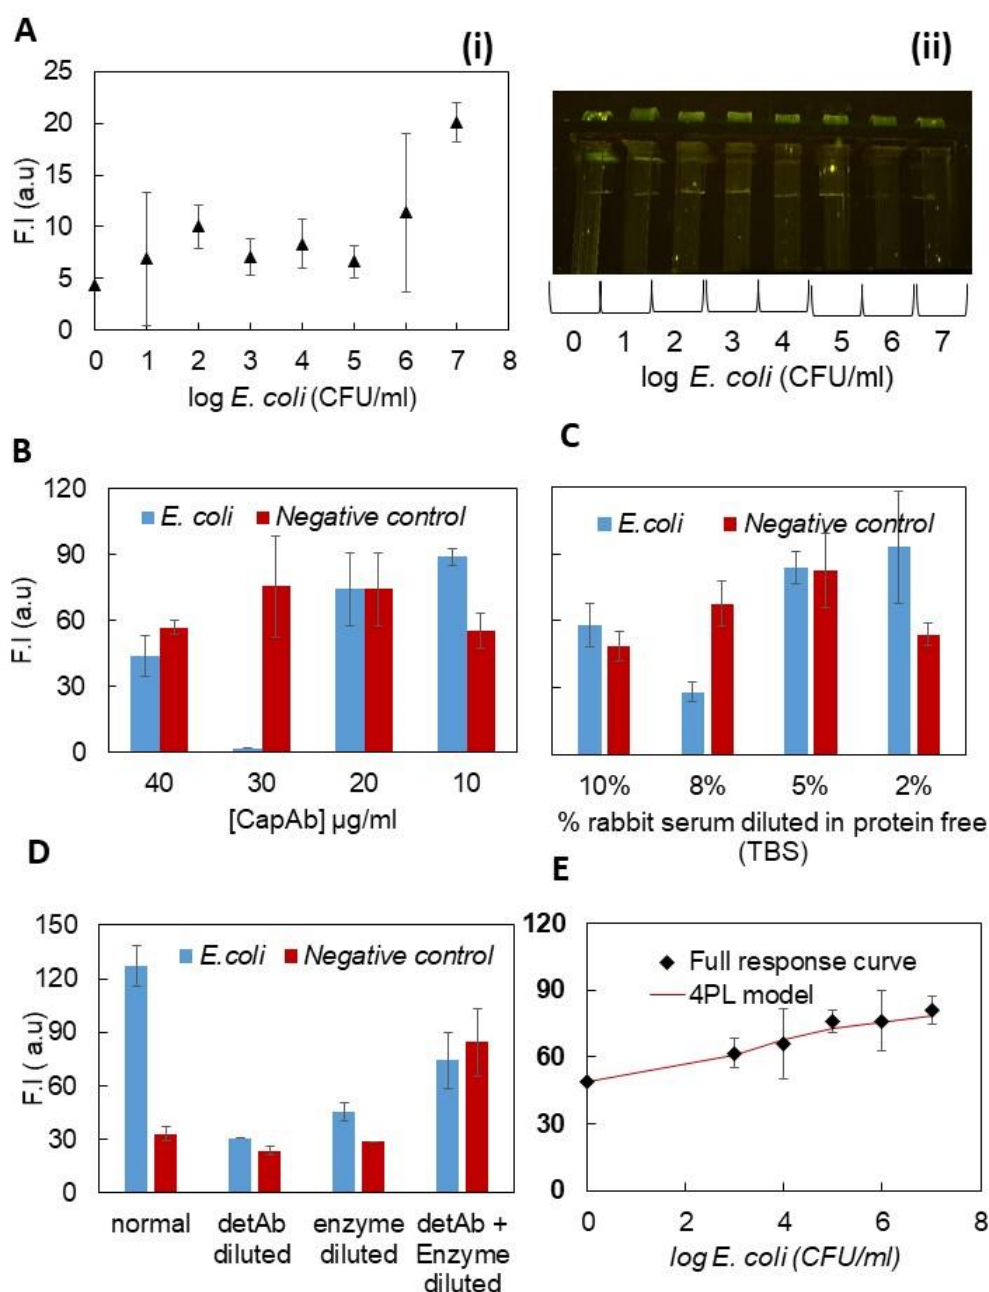 A
(i)
(ii)
25
20
15
10
5
0
F.I (a.u)
0 1 2 3 4 5 6 7 8
log E. coli (CFU/ml)
0 1 2 3 4 5 6 7
log E. coli (CFU/ml)
B
120
90
60
30
0
F.I (a.u)
E. coli Negative control
40 30 20 10
[CapAb] µg/ml
C
E.coli Negative control
10% 8% 5% 2%
% rabbit serum diluted in protein free
(TBS)
D
150
120
90
60
30
0
F.I ( a.u)
E.coli Negative control
normal detAb enzyme detAb +
diluted diluted Enzyme
diluted
E
120
90
60
30
0
Full response curve
4PL model
0 2 4 6 8
log E. coli (CFU/ml)